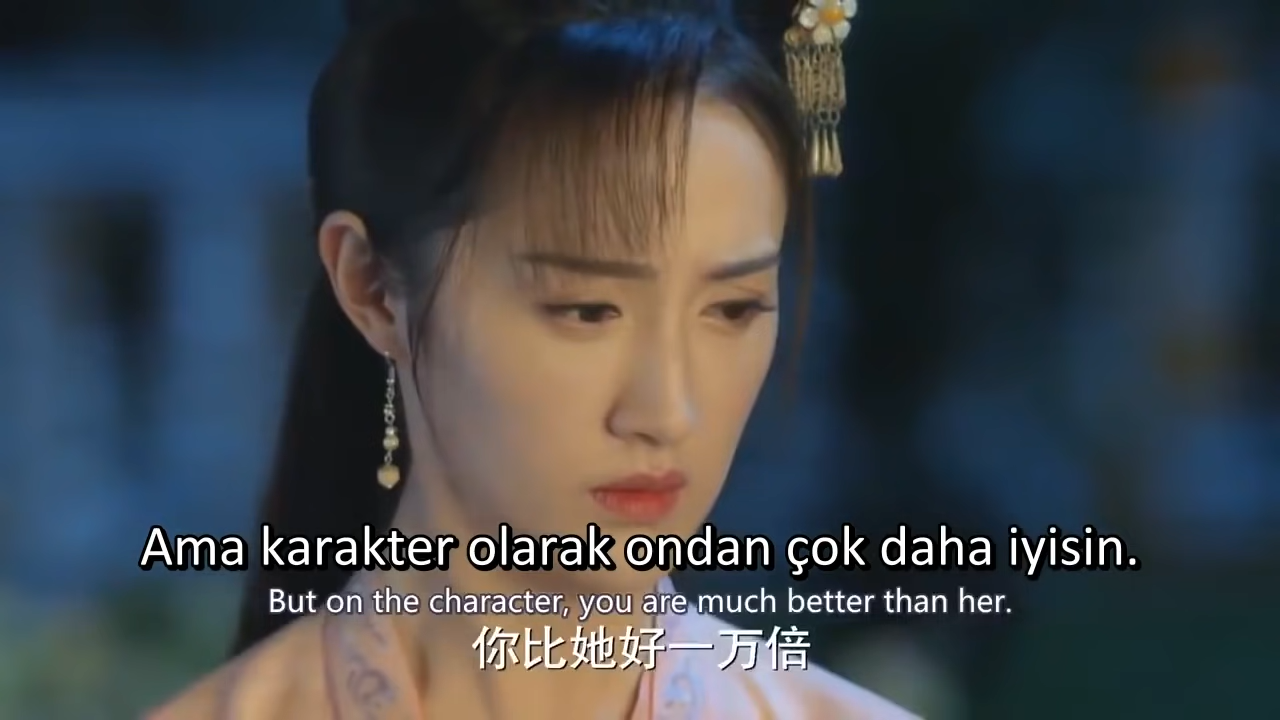 Ama karakter olarak ondan çok daha iyisin.
But on the character, you are much better than her.
你比她好一万倍